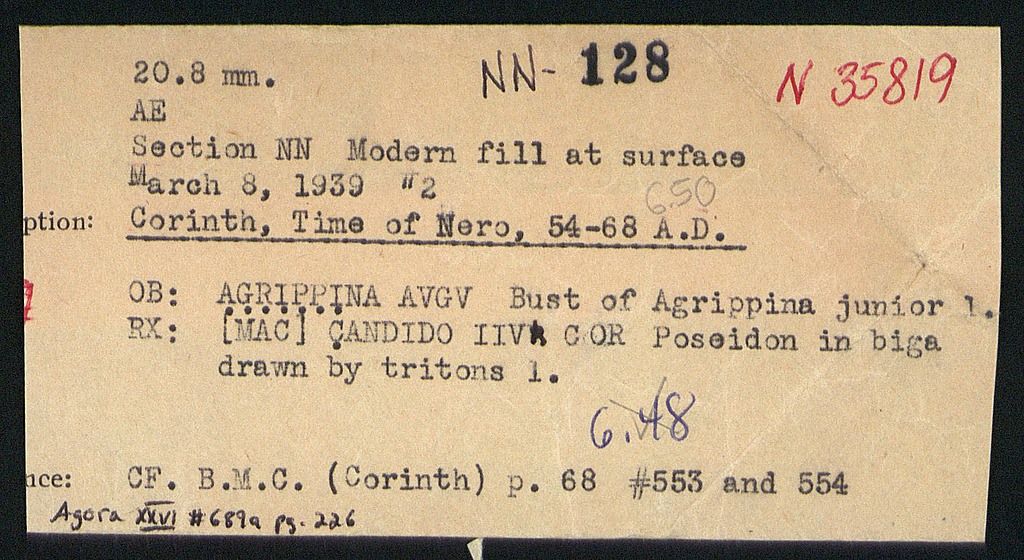 20.8 mm. NN- 128 N 35819
AE
Section NN Modern fill at surface
March 8, 1939 "2
650
ption: Corinth, Time of Nero, 54-68 A.D.
OB: AGRIPPINA AVGV Bust of Agrippina junior l.
RX: [MAC] CANDIDO IIVR COR Poseidon in biga
drawn by tritons l.
6.48
nce: CF. B.M.C. (Corinth) p. 68 #553 and 554
Agora XXVI #689a pg. 226